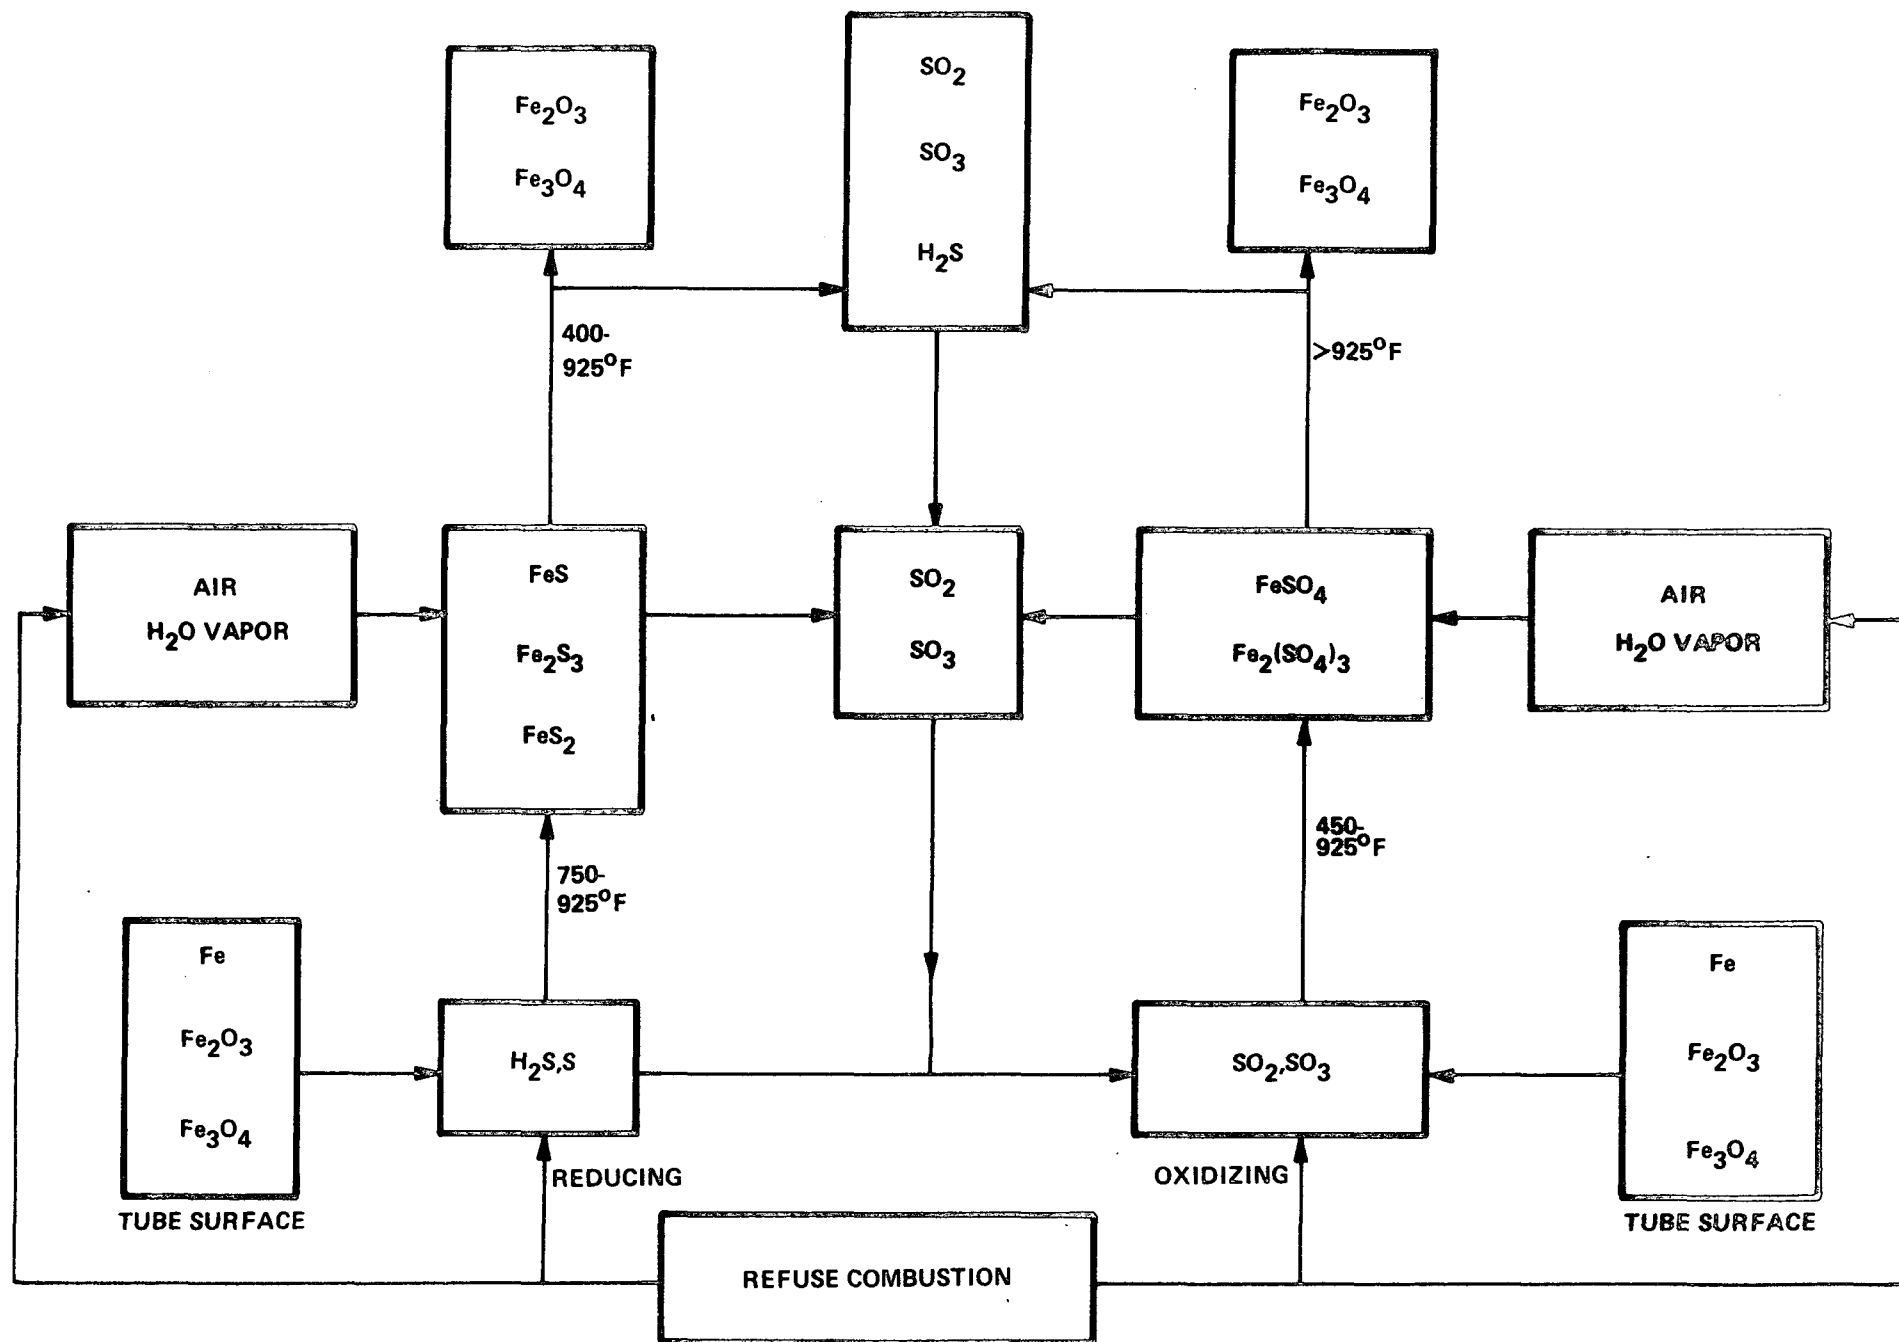 Fe2O3
Fe3O4
SO2
SO3
H2S
Fe2O3
Fe3O4
400-
925°F
>925°F
AIR
H2O VAPOR
FeS
Fe2S3
FeS2
SO2
SO3
FeSO4
Fe2(SO4)3
AIR
H2O VAPOR
750-
925°F
450-
925°F
Fe
Fe2O3
Fe3O4
TUBE SURFACE
H2S,S
SO2,SO3
Fe
Fe2O3
Fe3O4
TUBE SURFACE
REDUCING
OXIDIZING
REFUSE COMBUSTION